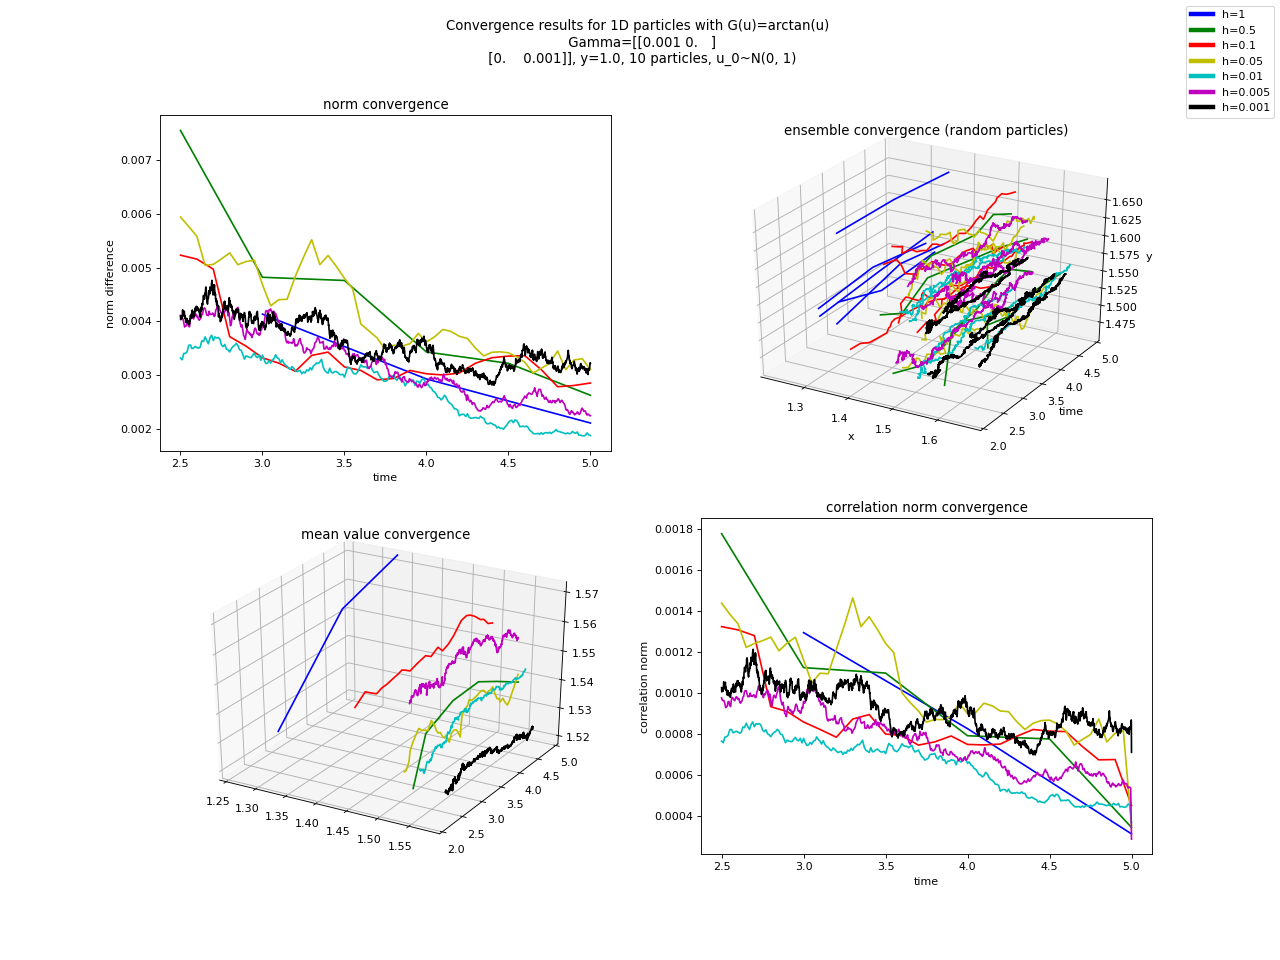 Convergence results for 1D particles with G(u)=arctan(u)
Gamma=[[0.001 0.   ]
[0.    0.001]], y=1.0, 10 particles, u_0~N(0, 1)
h=1
h=0.5
h=0.1
h=0.05
h=0.01
h=0.005
h=0.001
norm convergence
norm difference
0.007
0.006
0.005
0.004
0.003
0.002
2.5 3.0 3.5 4.0 4.5 5.0
time
ensemble convergence (random particles)
1.650
1.625
1.600
1.575
1.550
1.525
1.500
1.475
y
1.3 1.4 1.5 1.6
x
2.0 2.5 3.0 3.5 4.0 4.5 5.0
time
mean value convergence
1.57
1.56
1.55
1.54
1.53
1.52
1.25 1.30 1.35 1.40 1.45 1.50 1.55
2.0 2.5 3.0 3.5 4.0 4.5 5.0
correlation norm convergence
correlation norm
0.0018
0.0016
0.0014
0.0012
0.0010
0.0008
0.0006
0.0004
2.5 3.0 3.5 4.0 4.5 5.0
time